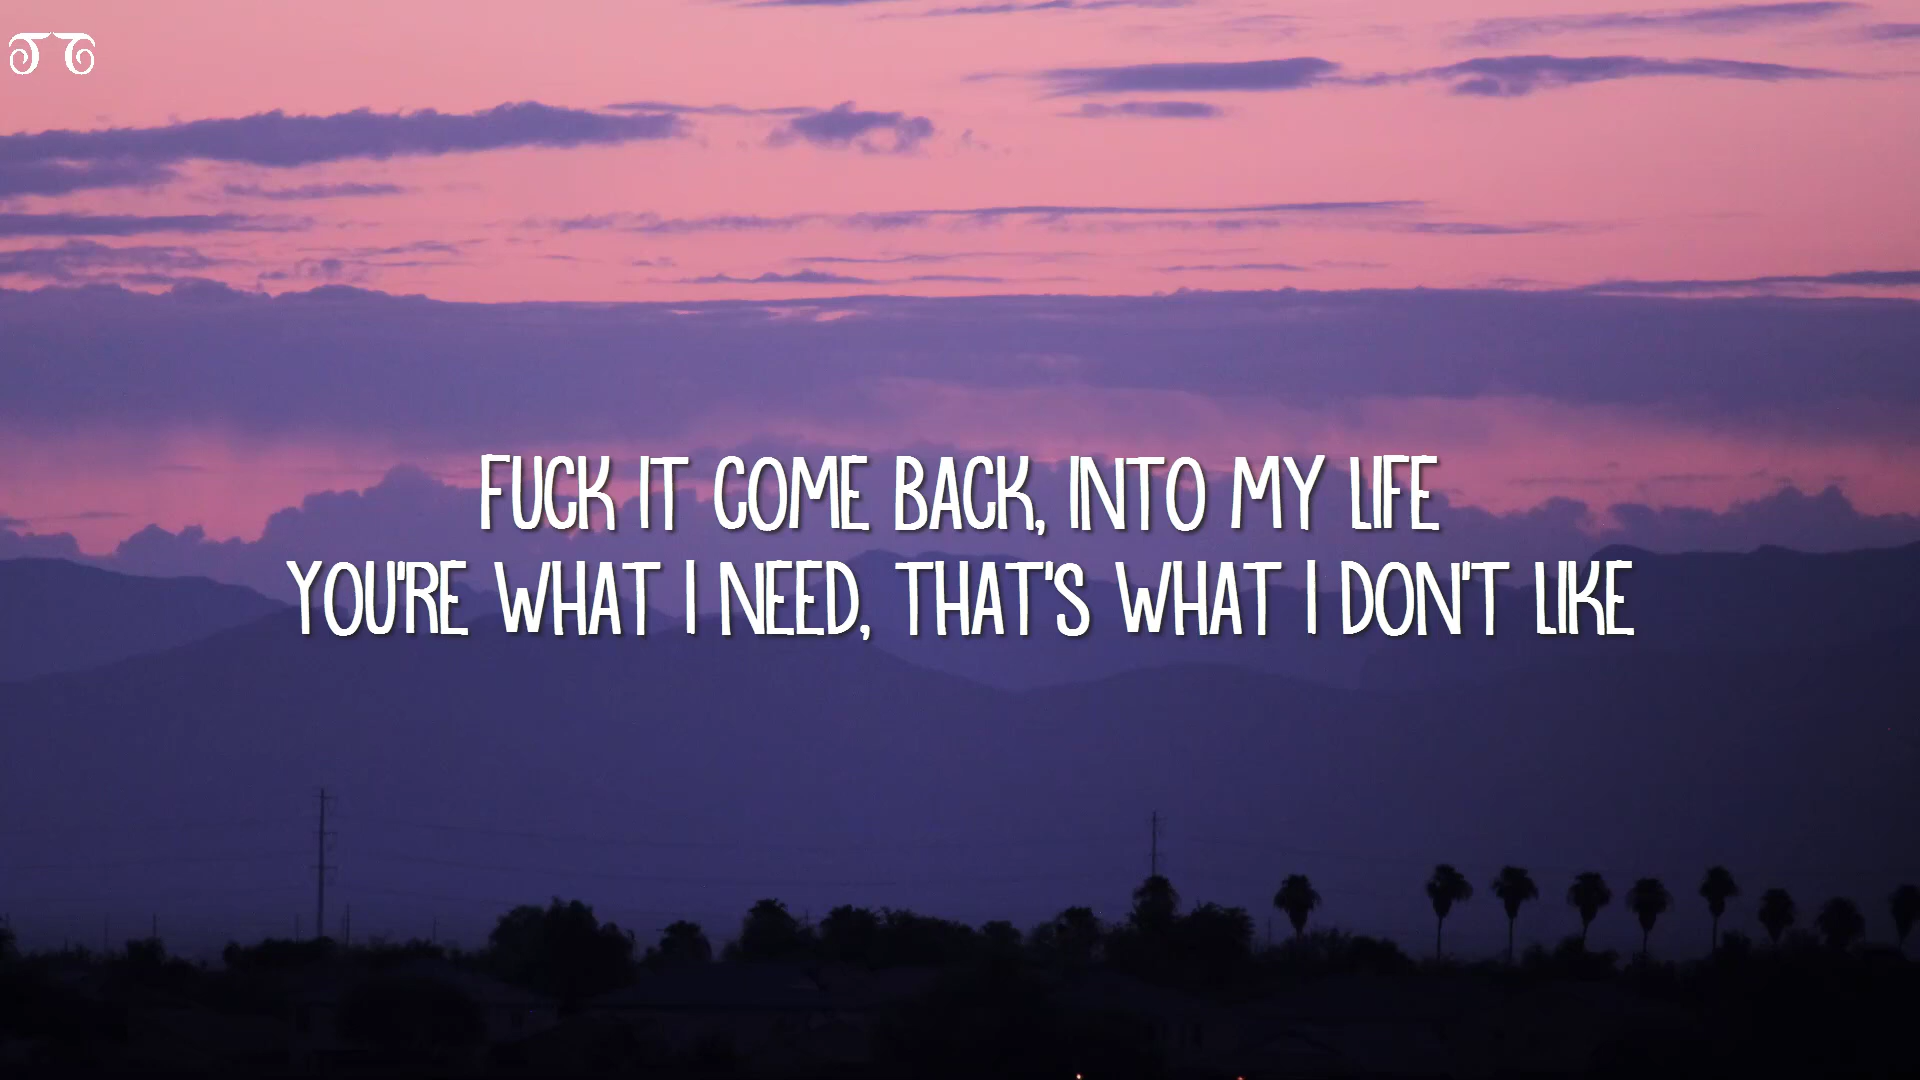 FUCK IT COME BACK, INTO MY LIFE
YOU'RE WHAT I NEED, THAT'S WHAT I DON'T LIKE